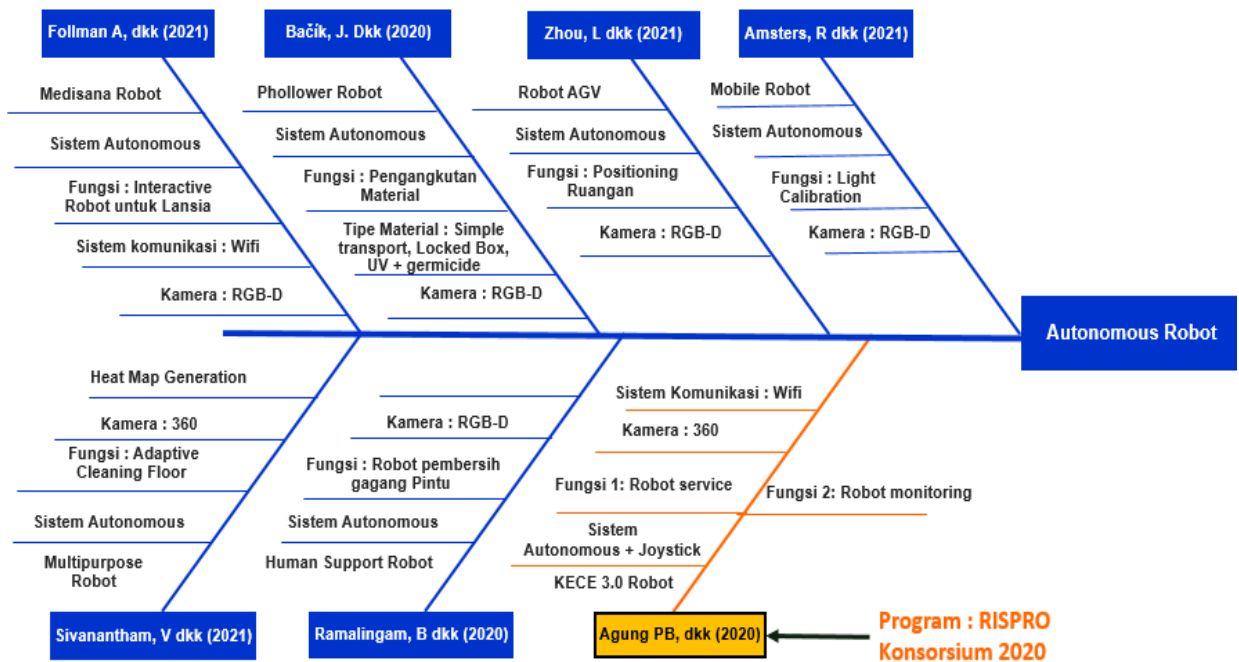 Follman A, dkk (2021)
Bačík, J. Dkk (2020)
Zhou, L dkk (2021)
Amsters, R dkk (2021)
Medisana Robot
Sistem Autonomous
Fungsi : Interactive
Robot untuk Lansia
Sistem komunikasi : Wifi
Kamera : RGB-D
Phollower Robot
Sistem Autonomous
Fungsi : Pengangkutan
Material
Tipe Material : Simple
transport, Locked Box,
UV + germicide
Kamera : RGB-D
Robot AGV
Sistem Autonomous
Fungsi : Positioning
Ruangan
Kamera : RGB-D
Mobile Robot
Sistem Autonomous
Fungsi : Light
Calibration
Kamera : RGB-D
Autonomous Robot
Heat Map Generation
Kamera : 360
Fungsi : Adaptive
Cleaning Floor
Sistem Autonomous
Multipurpose
Robot
Kamera : RGB-D
Fungsi : Robot pembersih
gagang Pintu
Sistem Autonomous
Human Support Robot
Sistem Komunikasi : Wifi
Kamera : 360
Fungsi 1: Robot service
Fungsi 2: Robot monitoring
Sistem
Autonomous + Joystick
KECE 3.0 Robot
Sivanantham, V dkk (2021)
Ramalingam, B dkk (2020)
Agung PB, dkk (2020)
Program : RISPRO
Konsorsium 2020